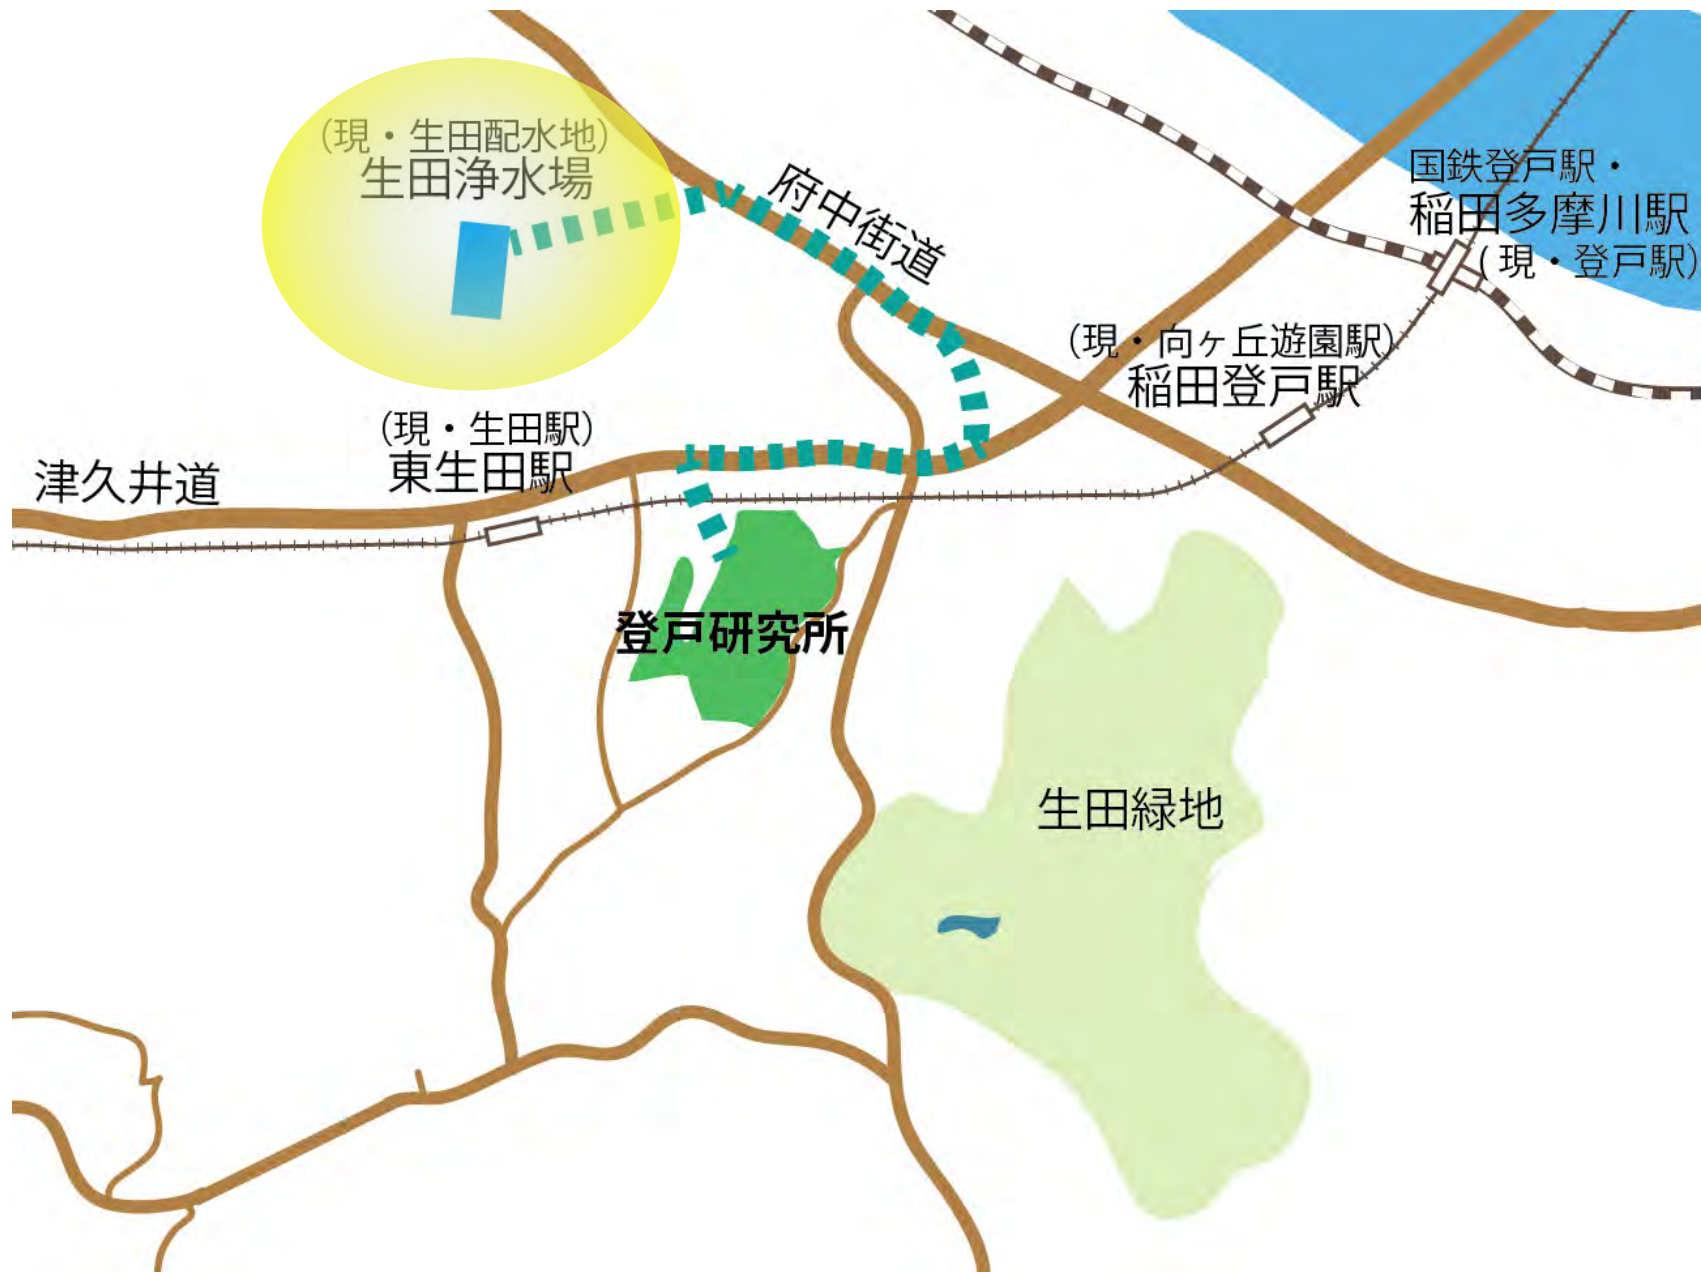 (現・生田配水地)
生田浄水場
府中街道
国鉄登戸駅・
稲田多摩川駅
(現・登戸駅)
(現・向ヶ丘遊園駅)
稲田登戸駅
(現・生田駅)
東生田駅
津久井道
登戸研究所
生田緑地